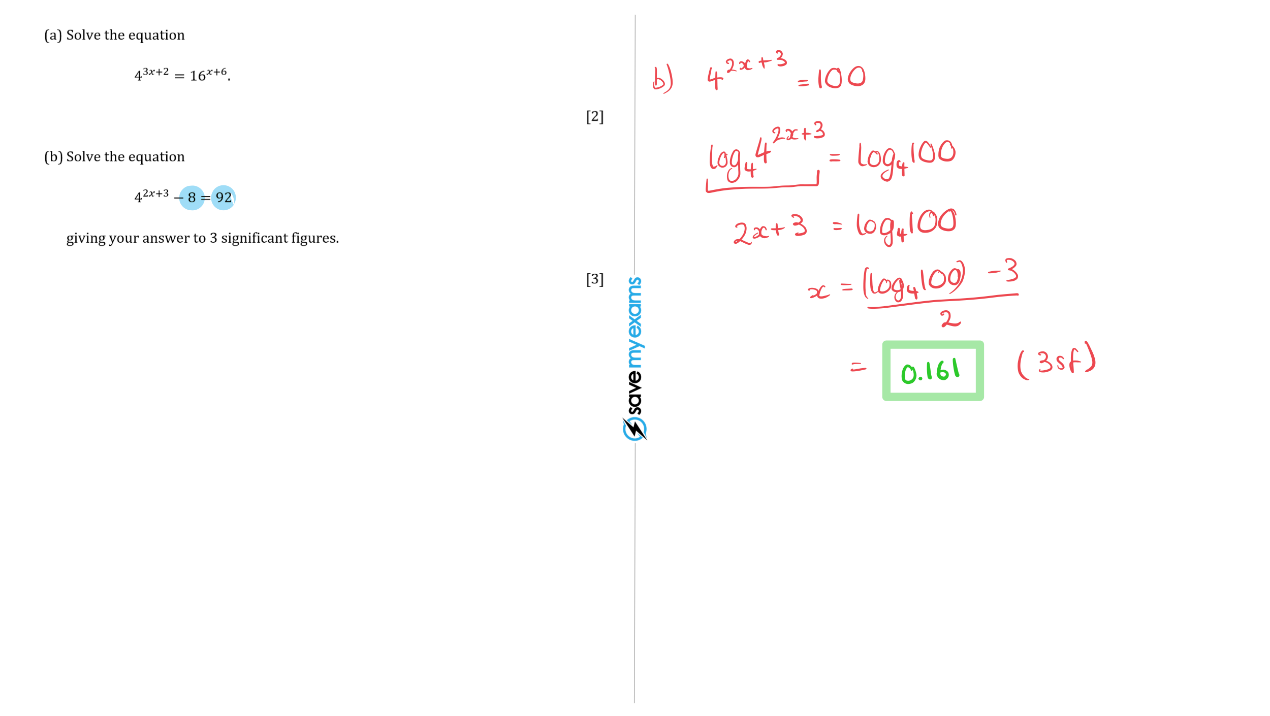 (a) Solve the equation
4^{3x+2} = 16^{x+6}.
[2]
(b) Solve the equation
4^{2x+3} − 8 = 92
giving your answer to 3 significant figures.
[3]
save my exams
b) 4^{2x+3} = 100
log₄4^{2x+3} = log₄100
2x+3 = log₄100
x = (log₄100) -3
2
= 0.161 (3sf)